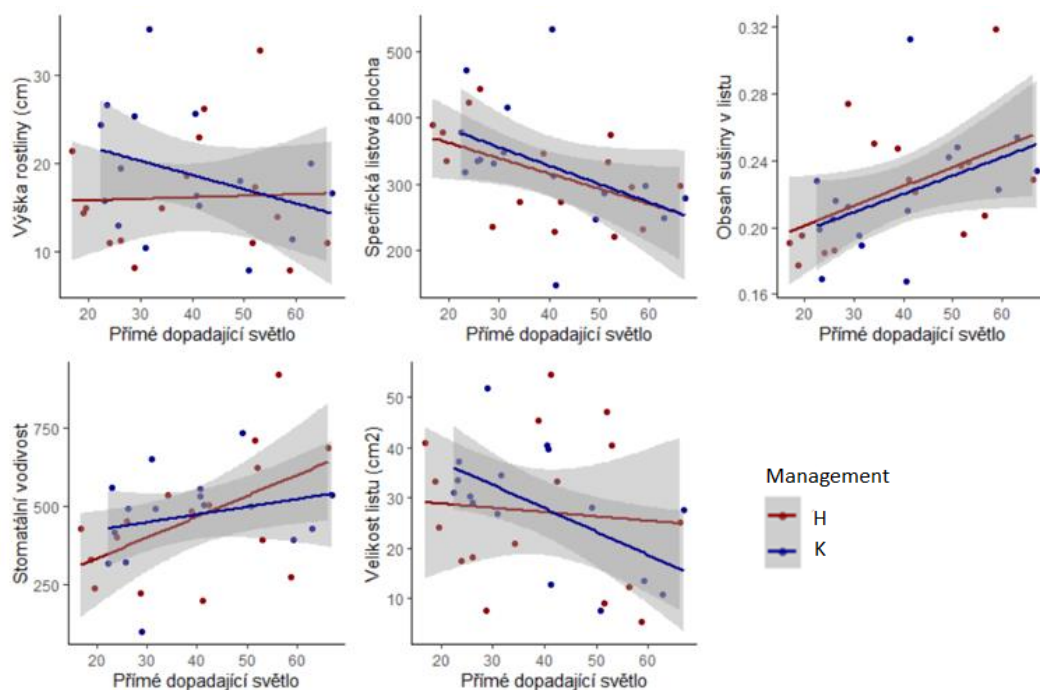 Výška rostliny (cm)
30
20
10
20 30 40 50 60
Přímé dopadající světlo
Specifická listová plocha
500
400
300
200
20 30 40 50 60
Přímé dopadající světlo
Obsah sušiny v listu
0.32
0.28
0.24
0.20
0.16
20 30 40 50 60
Přímé dopadající světlo
Stomatální vodivost
750
500
250
20 30 40 50 60
Přímé dopadající světlo
Velikost listu (cm2)
50
40
30
20
10
20 30 40 50 60
Přímé dopadající světlo
Management
H
K